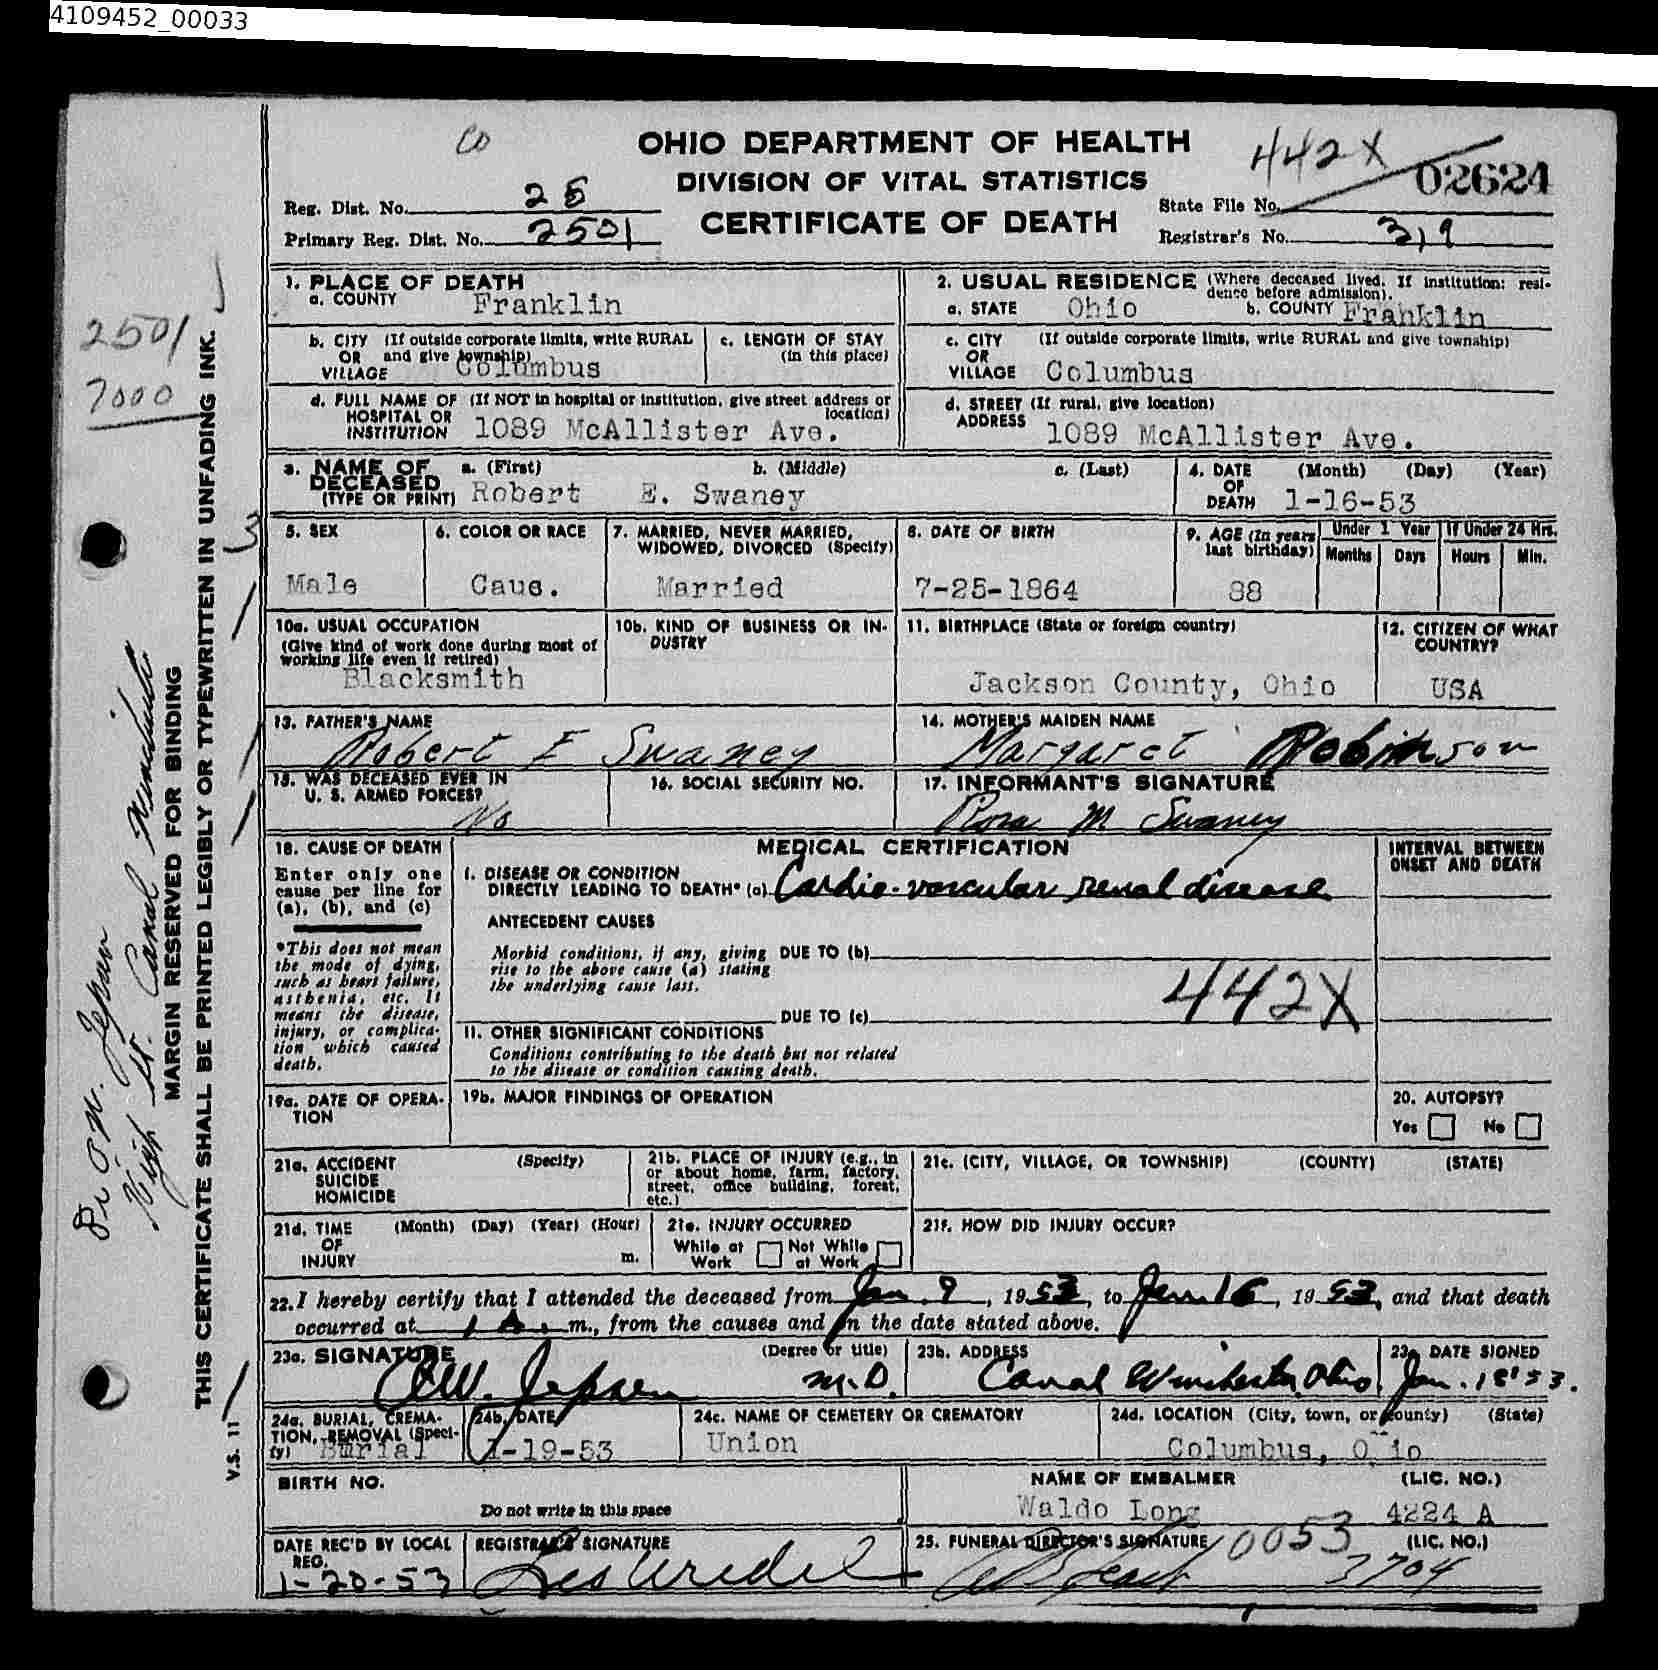 4109452_00033
Co
OHIO DEPARTMENT OF HEALTH
DIVISION OF VITAL STATISTICS
CERTIFICATE OF DEATH
442X
02624
Reg. Dist. No. 25
State File No.
Primary Reg. Dist. No. 2501
Registrar's No. 319
1. PLACE OF DEATH
a. COUNTY Franklin
2. USUAL RESIDENCE (Where deceased lived. If institution: resi-
dence before admission).
a. STATE Ohio b. COUNTY Franklin
b. CITY (If outside corporate limits, write RURAL
OR and give township)
VILLAGE Columbus
c. LENGTH OF STAY
(in this place)
c. CITY (If outside corporate limits, write RURAL and give township)
OR
VILLAGE Columbus
d. FULL NAME OF (If NOT in hospital or institution, give street address or
HOSPITAL OR location)
INSTITUTION 1089 McAllister Ave.
d. STREET (If rural, give location)
ADDRESS 1089 McAllister Ave.
3. NAME OF DECEASED (TYPE OR PRINT)
a. (First) b. (Middle) c. (Last)
Robert E. Swaney
4. DATE OF DEATH (Month) (Day) (Year)
1-16-53
5. SEX
Male
6. COLOR OR RACE
Caus.
7. MARRIED, NEVER MARRIED,
WIDOWED, DIVORCED (Specify)
Married
8. DATE OF BIRTH
7-25-1864
9. AGE (In years
last birthday)
88
Under 1 Year
Months Days
If Under 24 Hrs.
Hours Min.
10a. USUAL OCCUPATION
(Give kind of work done during most of
working life even if retired)
Blacksmith
10b. KIND OF BUSINESS OR IN-
DUSTRY
11. BIRTHPLACE (State or foreign country)
Jackson County, Ohio
12. CITIZEN OF WHAT
COUNTRY?
USA
13. FATHER'S NAME
Robert E Swaney
14. MOTHER'S MAIDEN NAME
Margaret Robinson
15. WAS DECEASED EVER IN
U. S. ARMED FORCES?
No
16. SOCIAL SECURITY NO.
17. INFORMANT'S SIGNATURE
Rosa M Swaney
18. CAUSE OF DEATH
Enter only one
cause per line for
(a), (b), and (c)
*This does not mean
the mode of dying,
such as heart failure,
asthenia, etc. It
means the disease,
injury, or complica-
tion which caused
death.
MEDICAL CERTIFICATION
INTERVAL BETWEEN
ONSET AND DEATH
I. DISEASE OR CONDITION
DIRECTLY LEADING TO DEATH* (a) Cardio-vascular renal disease
ANTECEDENT CAUSES
Morbid conditions, if any, giving DUE TO (b)
rise to the above cause (a) stating
the underlying cause last.
442X
DUE TO (c)
II. OTHER SIGNIFICANT CONDITIONS
Conditions contributing to the death but not related
to the disease or condition causing death.
19a. DATE OF OPERA-
TION
19b. MAJOR FINDINGS OF OPERATION
20. AUTOPSY?
Yes No
21a. ACCIDENT (Specify)
SUICIDE
HOMICIDE
21b. PLACE OF INJURY (e.g., in
or about home, farm, factory,
street, office building, forest,
etc.)
21c. (CITY, VILLAGE, OR TOWNSHIP) (COUNTY) (STATE)
21d. TIME (Month) (Day) (Year) (Hour)
OF
INJURY m.
21e. INJURY OCCURRED
While at Work Not While at Work
21f. HOW DID INJURY OCCUR?
22. I hereby certify that I attended the deceased from Jan. 9, 1953, to Jan 16, 1953, and that death
occurred at 1 A. m., from the causes and on the date stated above.
23a. SIGNATURE (Degree or title)
O.W. Jepsen M.D.
23b. ADDRESS
Canal Winchester, Ohio
23c. DATE SIGNED
Jan. 18 '53.
24a. BURIAL, CREMA-
TION, REMOVAL (Speci-
fy) Burial
24b. DATE
1-19-53
24c. NAME OF CEMETERY OR CREMATORY
Union
24d. LOCATION (City, town, or county) (State)
Columbus, O io
BIRTH NO.
Do not write in this space
NAME OF EMBALMER (LIC. NO.)
Waldo Long 4224 A
DATE REC'D BY LOCAL
REG.
1-20-53
REGISTRAR'S SIGNATURE
25. FUNERAL DIRECTOR'S SIGNATURE (LIC. NO.)
0053
3704
2501
7000
3
MARGIN RESERVED FOR BINDING
THIS CERTIFICATE SHALL BE PRINTED LEGIBLY OR TYPEWRITTEN IN UNFADING INK.
V.S. 11
Dr O.W. Jepsen
High St. Canal Winchester